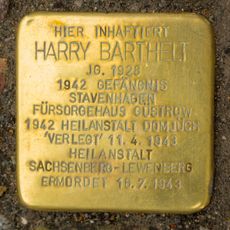 HIER INHAFTIERT
HARRY BARTHELT
JG. 1928
1942 GEFÄNGNIS
STAVENHAGEN
FÜRSORGEHAUS GÜSTROW
1942 HEILANSTALT DOMJÜCH
'VERLEGT' 11.4.1943
HEILANSTALT
SACHSENBERG-LEWENBERG
ERMORDET 16.7.1943